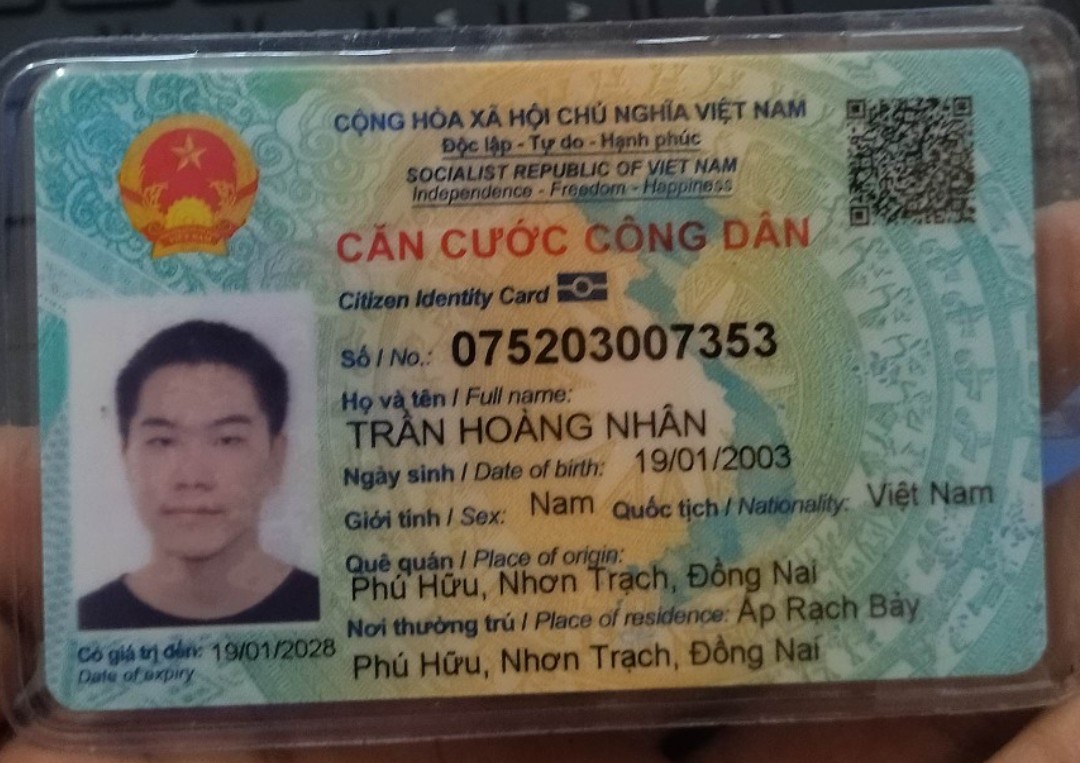 CỘNG HÒA XÃ HỘI CHỦ NGHĨA VIỆT NAM
Độc lập - Tự do - Hạnh phúc
SOCIALIST REPUBLIC OF VIET NAM
Independence - Freedom - Happiness
CĂN CƯỚC CÔNG DÂN
Citizen Identity Card
Số / No.: 075203007353
Họ và tên / Full name:
TRẦN HOÀNG NHÂN
Ngày sinh / Date of birth: 19/01/2003
Giới tính / Sex: Nam Quốc tịch / Nationality: Việt Nam
Quê quán / Place of origin:
Phú Hữu, Nhơn Trạch, Đồng Nai
Nơi thường trú / Place of residence: Ấp Rạch Bảy
Phú Hữu, Nhơn Trạch, Đồng Nai
Có giá trị đến: 19/01/2028
Date of expiry